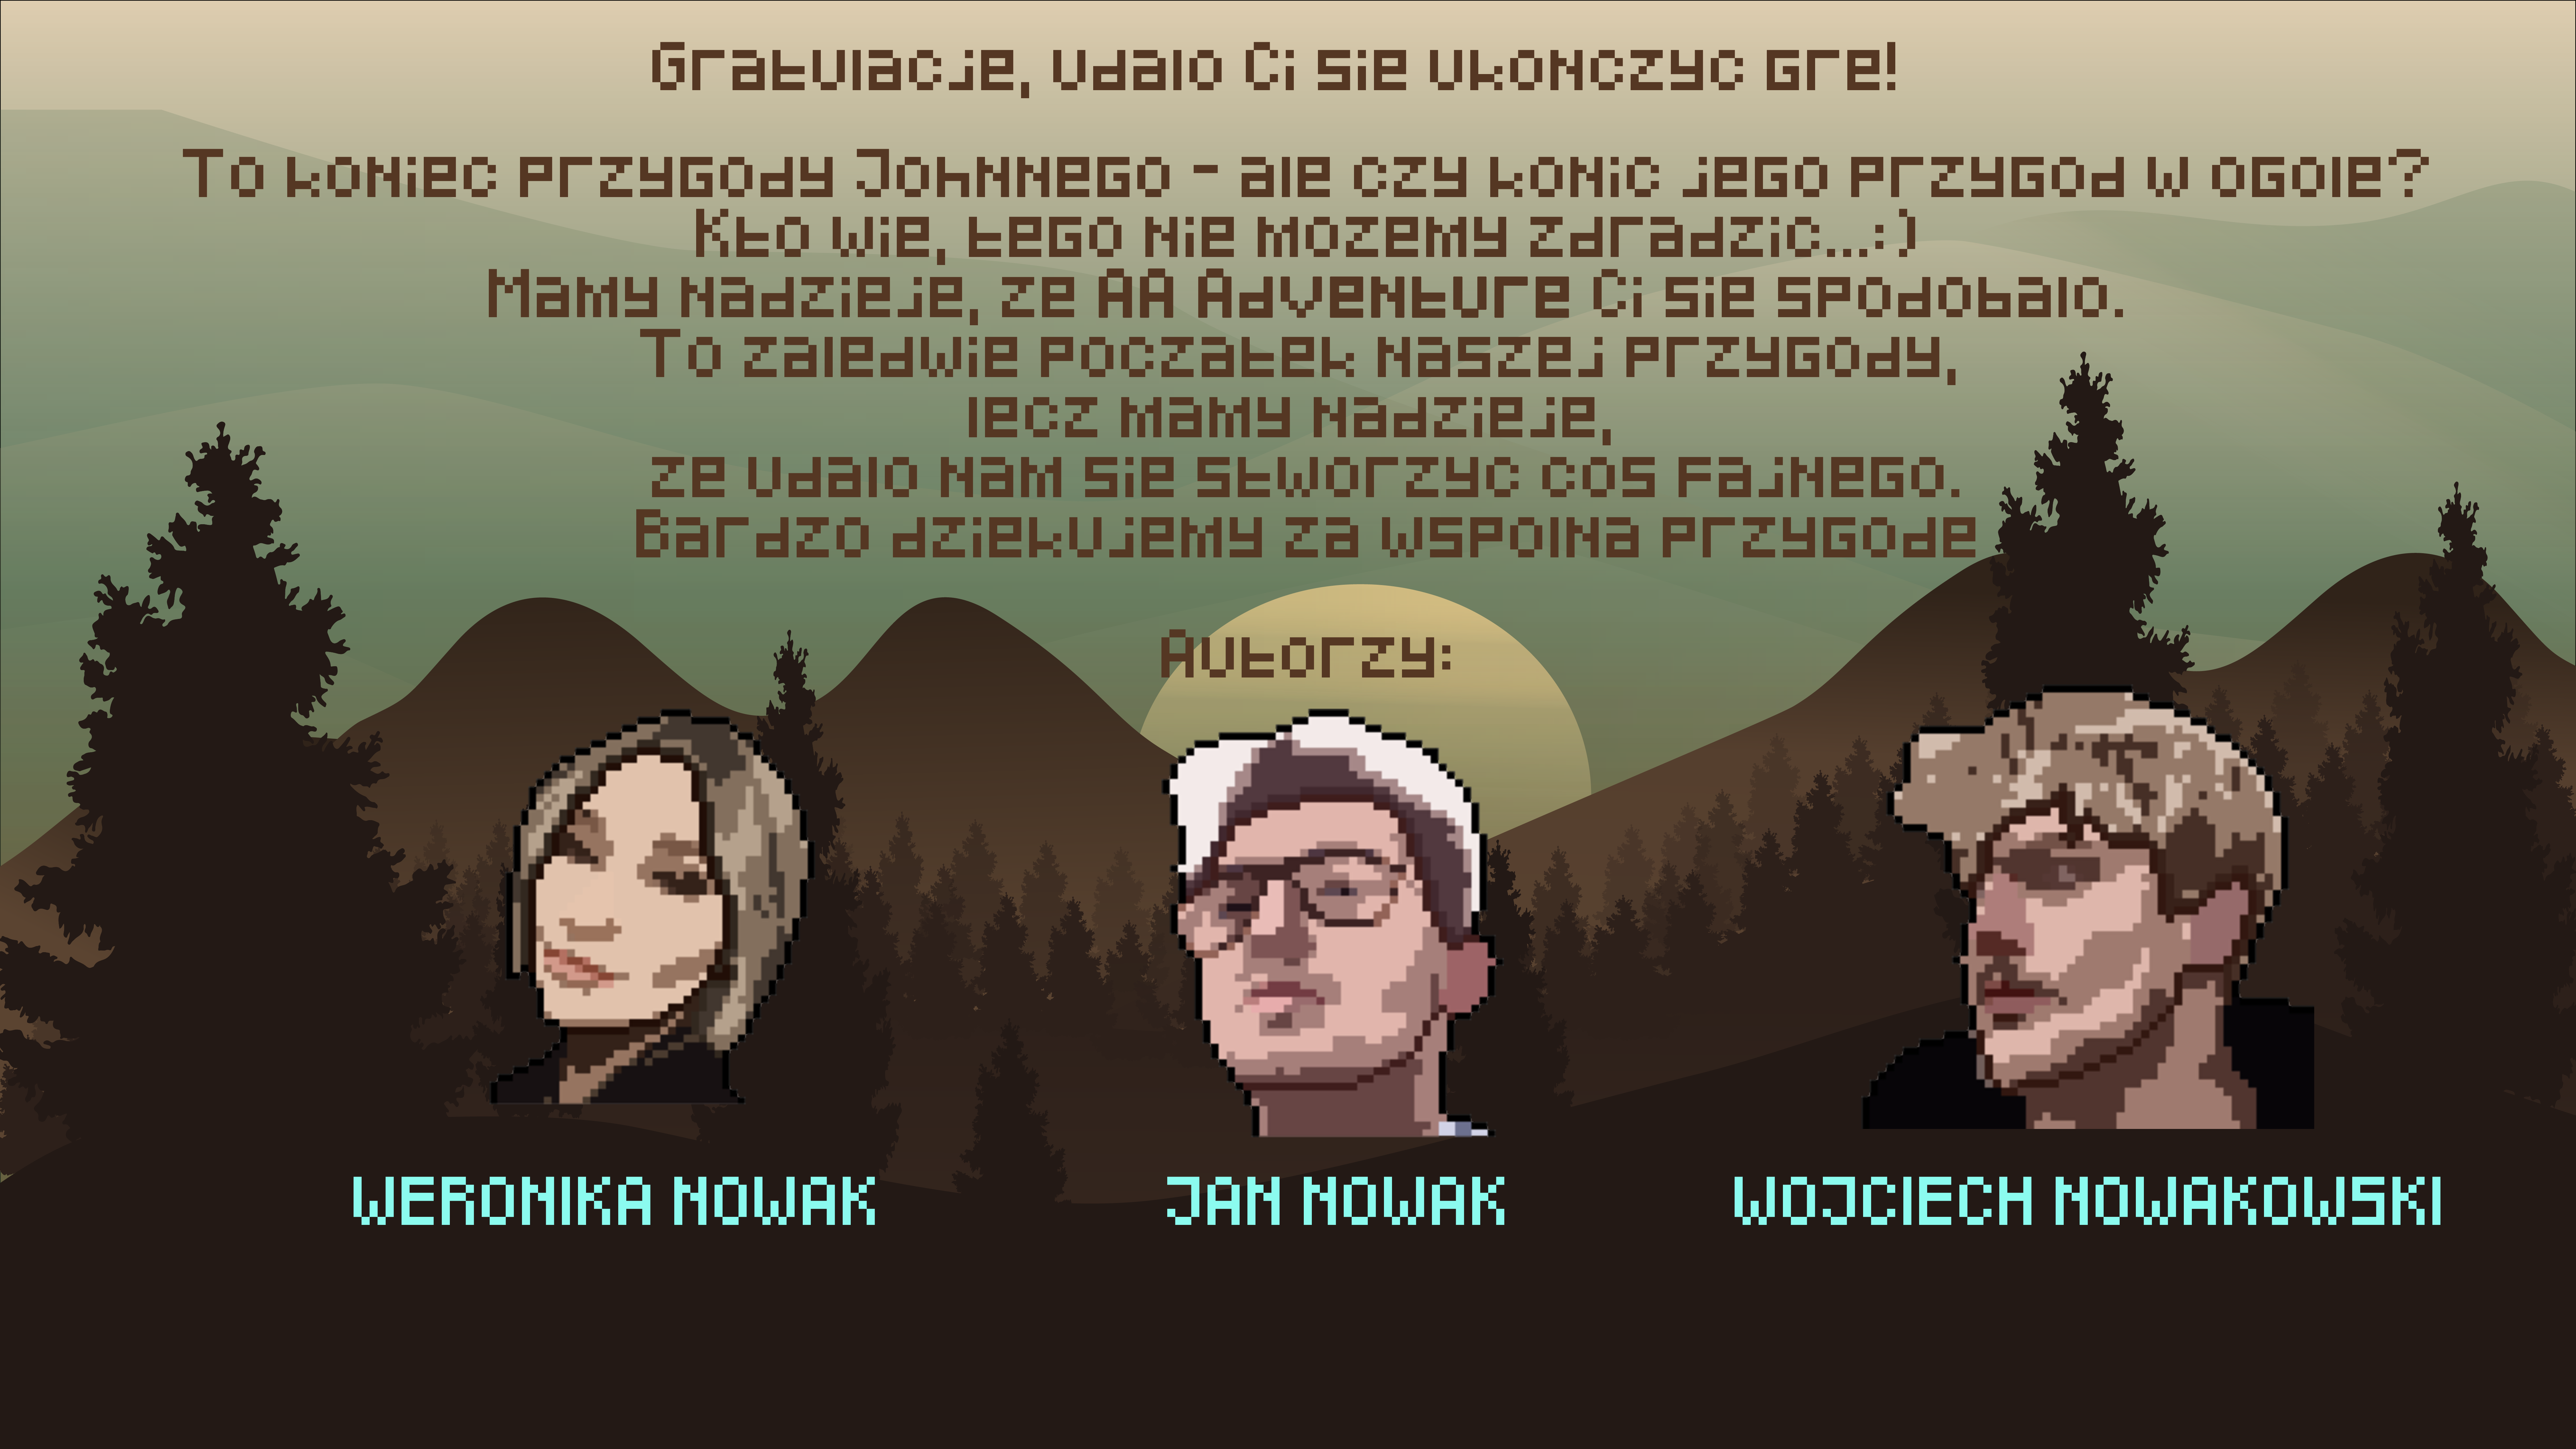 Gratulacje, udalo Ci sie ukonczyc gre!
To koniec przygody Johnnego - ale czy konic jego przygod w ogole?
Kto wie, tego nie mozemy zdradzic...:)
Mamy nadzieje, ze AA Adventure Ci sie spodobalo.
To zaledwie poczatek naszej przygody,
lecz mamy nadzieje,
ze udalo nam sie stworzyc cos fajnego.
Bardzo dziekujemy za wspolna przygode
Autorzy:
WERONIKA NOWAK
JAN NOWAK
WOJCIECH NOWAKOWSKI